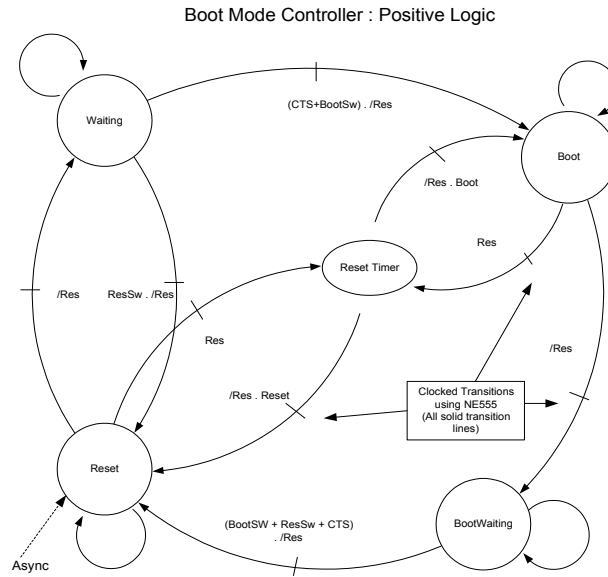 Boot Mode Controller : Positive Logic
Waiting
(CTS+BootSw) . /Res
Boot
/Res . Boot
Res
Reset Timer
/Res
ResSw . /Res
Res
/Res
/Res . Reset
Clocked Transitions
using NE555
(All solid transition
lines)
Reset
BootWaiting
(BootSW + ResSw + CTS)
. /Res
Async